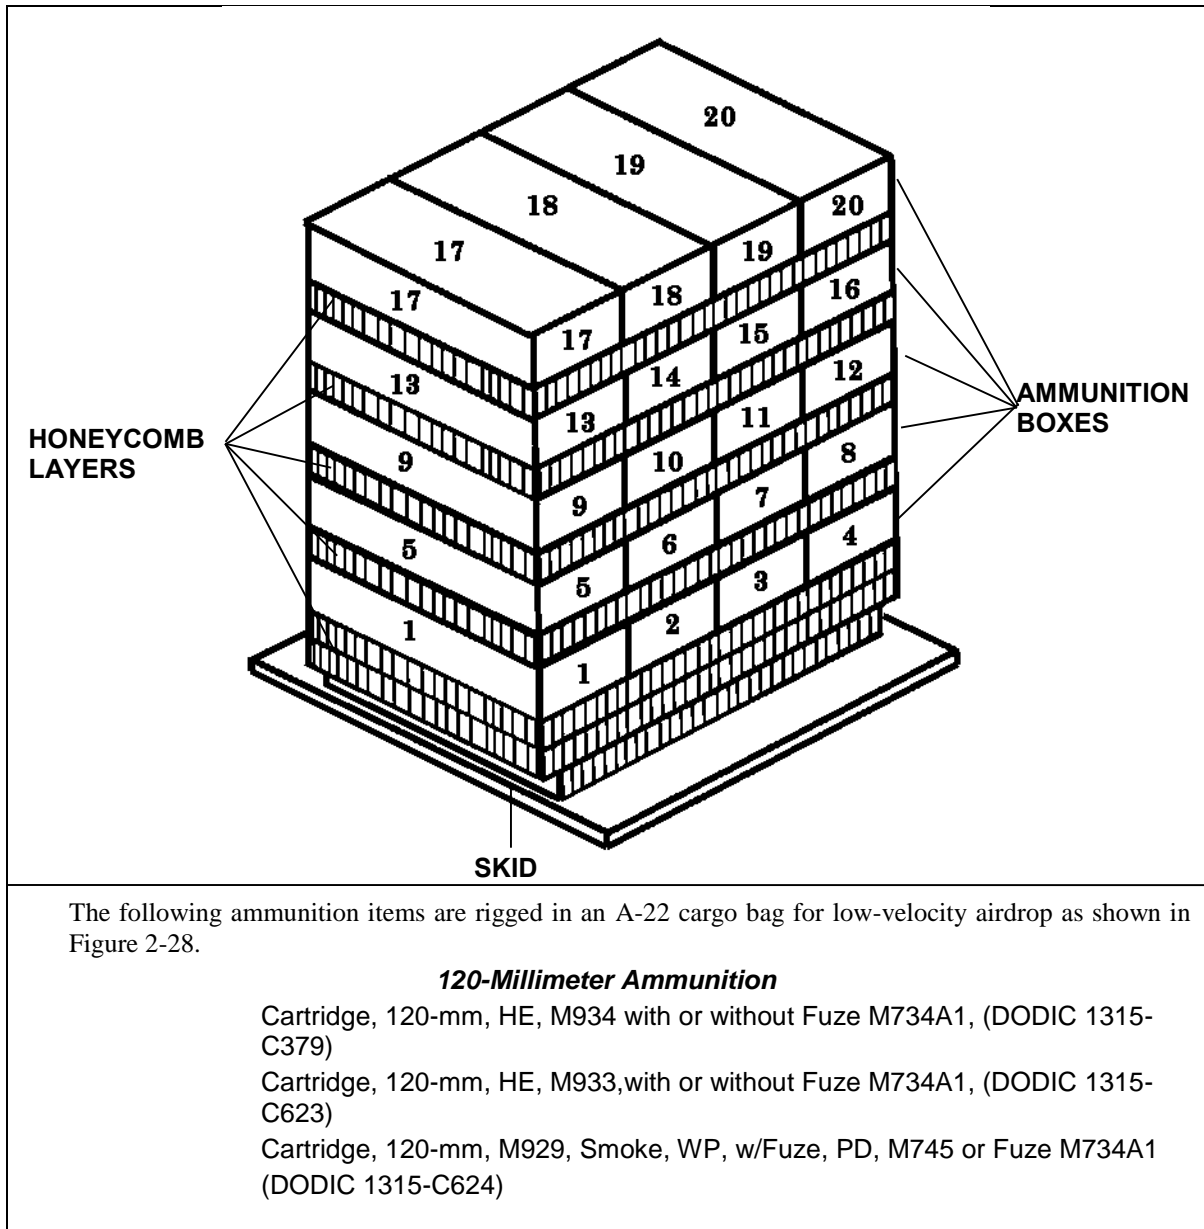 20
19
18
17
20
19
18
17
17
16
15
14
13
13
12
11
10
9
9
8
7
6
5
5
4
3
2
1
1
HONEYCOMB
LAYERS
AMMUNITION
BOXES
SKID
The following ammunition items are rigged in an A-22 cargo bag for low-velocity airdrop as shown in
Figure 2-28.
120-Millimeter Ammunition
Cartridge, 120-mm, HE, M934 with or without Fuze M734A1, (DODIC 1315-
C379)
Cartridge, 120-mm, HE, M933,with or without Fuze M734A1, (DODIC 1315-
C623)
Cartridge, 120-mm, M929, Smoke, WP, w/Fuze, PD, M745 or Fuze M734A1
(DODIC 1315-C624)